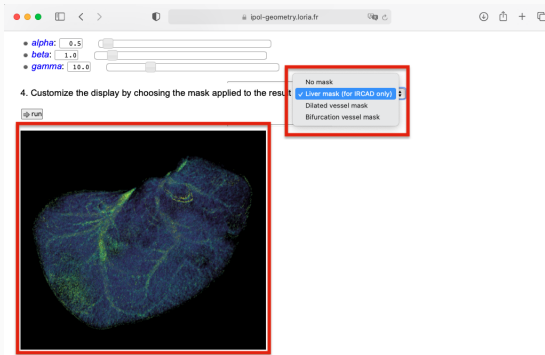 ipol-geometry.loria.fr
alpha: 0.5
beta: 1.0
gamma: 10.0
4. Customize the display by choosing the mask applied to the result
No mask
✓ Liver mask (for IRCAD only)
Dilated vessel mask
Bifurcation vessel mask
run